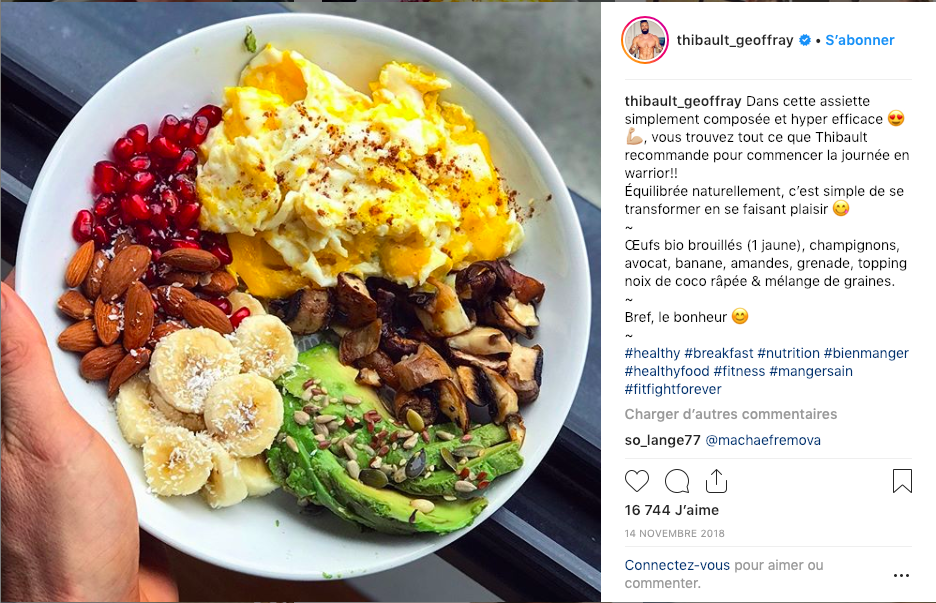 thibault_geoffray • S’abonner
thibault_geoffray Dans cette assiette
simplement composée et hyper efficace 😍
💪🏼, vous trouvez tout ce que Thibault
recommande pour commencer la journée en
warrior!!
Équilibrée naturellement, c’est simple de se
transformer en se faisant plaisir 😋
~
Œufs bio brouillés (1 jaune), champignons,
avocat, banane, amandes, grenade, topping
noix de coco râpée & mélange de graines.
~
Bref, le bonheur 😊
~
#healthy #breakfast #nutrition #bienmanger
#healthyfood #fitness #mangersain
#fitfightforever
Charger d’autres commentaires
so_lange77 @machaefremova
16 744 J’aime
14 NOVEMBRE 2018
Connectez-vous pour aimer ou
commenter.